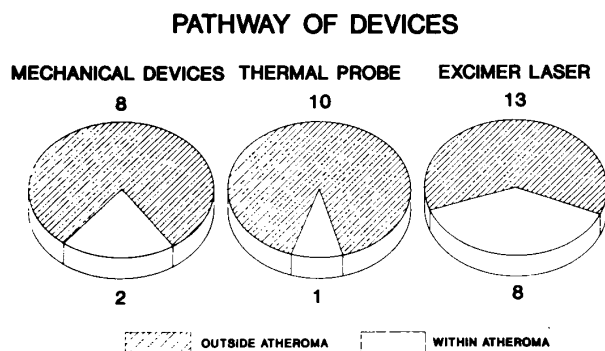 PATHWAY OF DEVICES
MECHANICAL DEVICES THERMAL PROBE EXCIMER LASER
8 10 13
2 1 8
OUTSIDE ATHEROMA WITHIN ATHEROMA